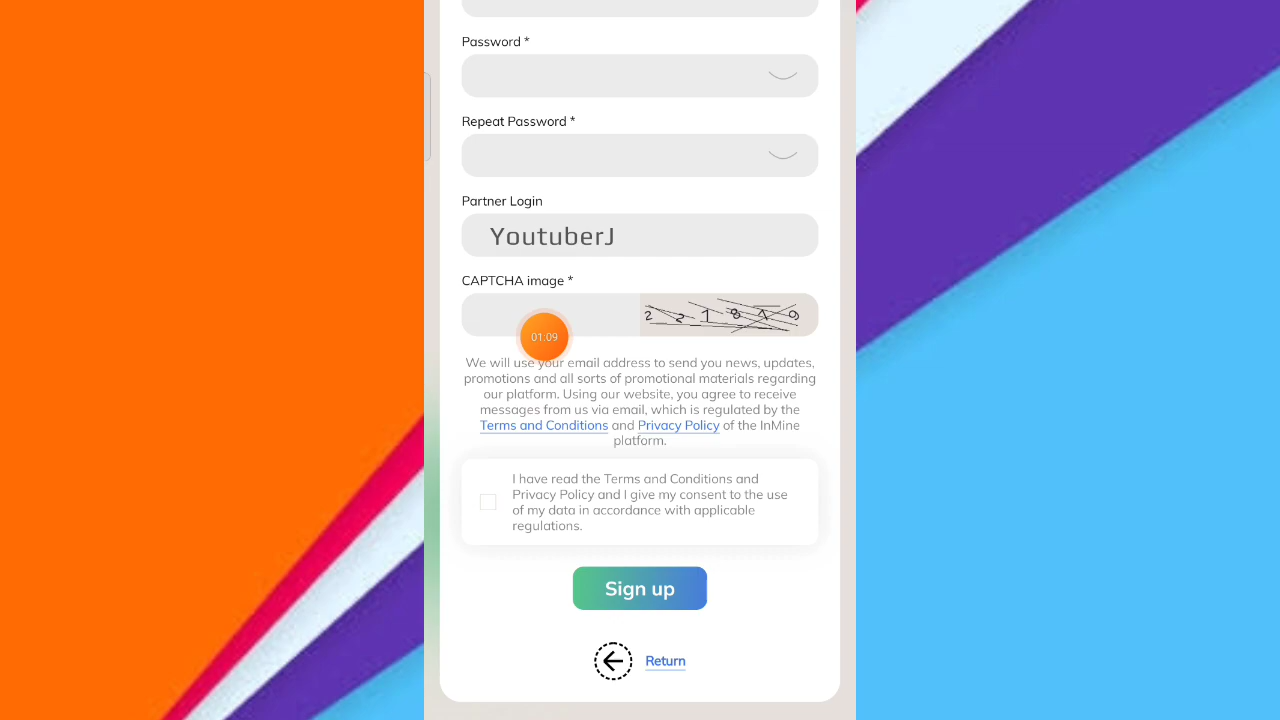 Password *
Repeat Password *
Partner Login
YoutuberJ
CAPTCHA image *
01:09
We will use your email address to send you news, updates,
promotions and all sorts of promotional materials regarding
our platform. Using our website, you agree to receive
messages from us via email, which is regulated by the
Terms and Conditions and Privacy Policy of the InMine
platform.
I have read the Terms and Conditions and
Privacy Policy and I give my consent to the use
of my data in accordance with applicable
regulations.
Sign up
Return